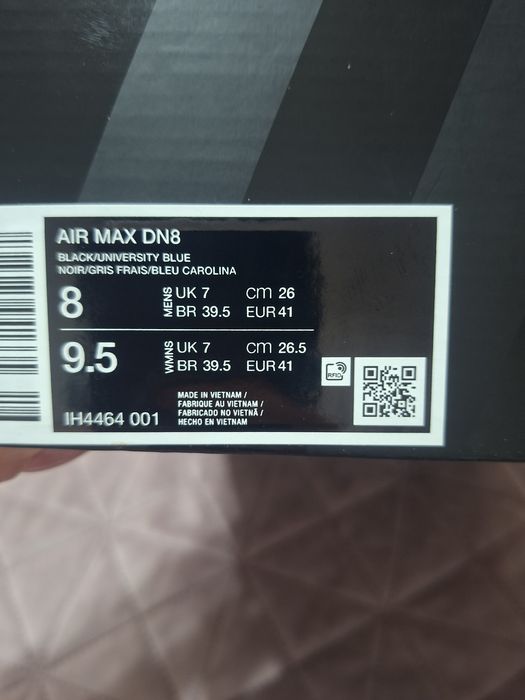 AIR MAX DN8
BLACK/UNIVERSITY BLUE
NOIR/GRIS FRAIS/BLEU CAROLINA
8 MENS UK 7 cm 26
BR 39.5 EUR 41
9.5 WMNS UK 7 cm 26.5
BR 39.5 EUR 41
RFID
MADE IN VIETNAM /
FABRIQUE AU VIETNAM /
FABRICADO NO VIETNÃ /
HECHO EN VIETNAM
IH4464 001